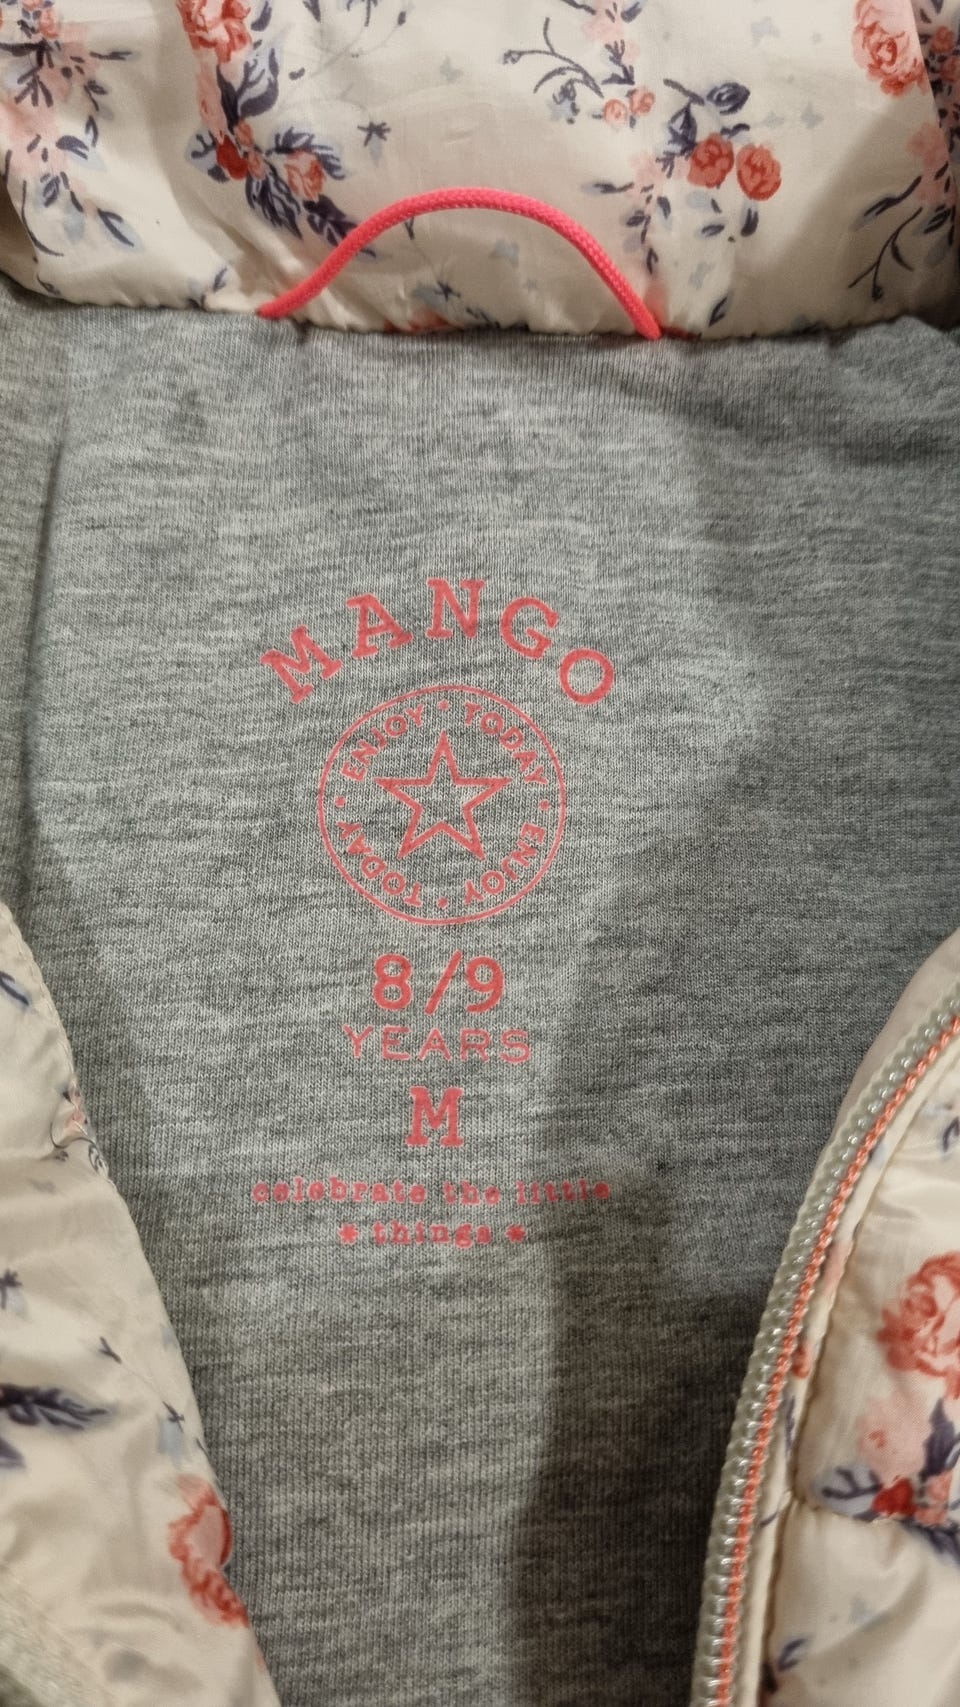 MANGO
ENJOY • TODAY • ENJOY • TODAY •
8/9
YEARS
M
celebrate the little
* things *